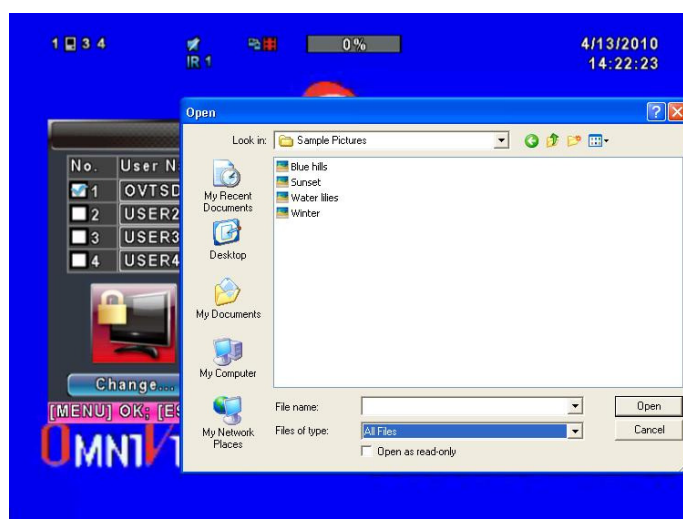 1 3 4
IR 1
0%
4/13/2010
14:22:23
Open
Look in:
Sample Pictures
Blue hills
Sunset
Water lilies
Winter
My Recent
Documents
Desktop
My Documents
My Computer
My Network
Places
File name:
Open
Files of type:
All Files
Cancel
Open as read-only
No. User N
1 OVTSD
2 USER2
3 USER3
4 USER4
Change...
[MENU] OK; [ES
OMNIV